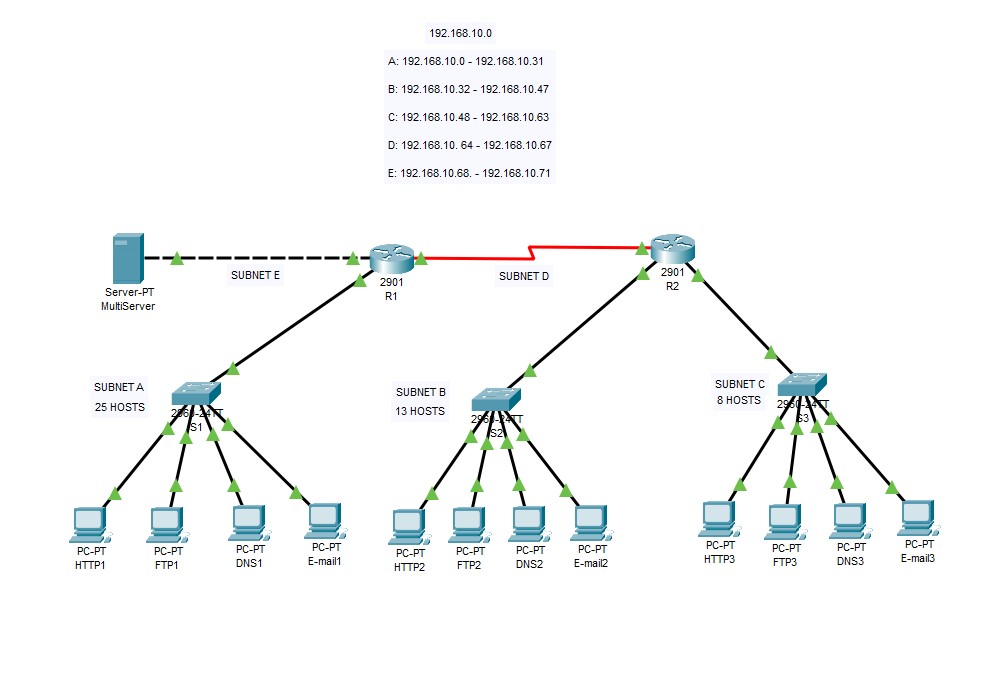 192.168.10.0
A: 192.168.10.0 - 192.168.10.31
B: 192.168.10.32 - 192.168.10.47
C: 192.168.10.48 - 192.168.10.63
D: 192.168.10. 64 - 192.168.10.67
E: 192.168.10.68. - 192.168.10.71
Server-PT
MultiServer
SUBNET E
2901
R1
SUBNET D
2901
R2
SUBNET A
25 HOSTS
2960-24TT
S1
SUBNET B
13 HOSTS
2960-24TT
S2
SUBNET C
8 HOSTS
2960-24TT
S3
PC-PT
HTTP1
PC-PT
FTP1
PC-PT
DNS1
PC-PT
E-mail1
PC-PT
HTTP2
PC-PT
FTP2
PC-PT
DNS2
PC-PT
E-mail2
PC-PT
HTTP3
PC-PT
FTP3
PC-PT
DNS3
PC-PT
E-mail3